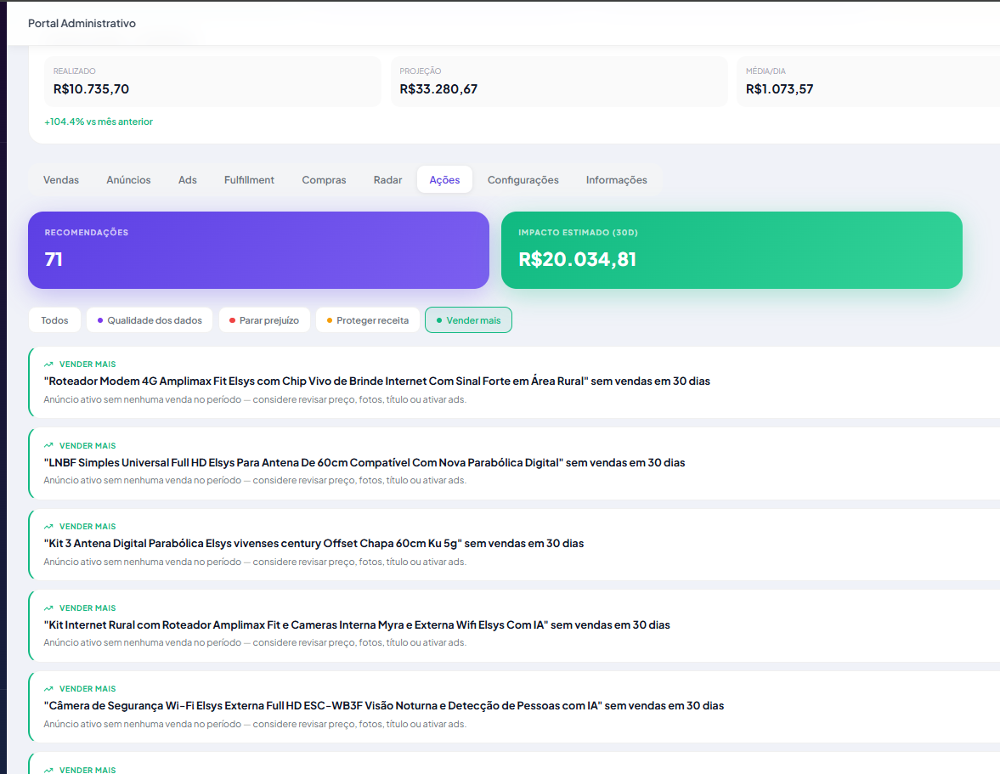 Portal Administrativo
REALIZADO
R$10.735,70
PROJEÇÃO
R$33.280,67
MÉDIA/DIA
R$1.073,57
+104.4% vs mês anterior
Vendas Anúncios Ads Fulfillment Compras Radar Ações Configurações Informações
RECOMENDAÇÕES
71
IMPACTO ESTIMADO (30D)
R$20.034,81
Todos Qualidade dos dados Parar prejuízo Proteger receita Vender mais
VENDER MAIS
"Roteador Modem 4G Amplimax Fit Elsys com Chip Vivo de Brinde Internet Com Sinal Forte em Área Rural" sem vendas em 30 dias
Anúncio ativo sem nenhuma venda no período — considere revisar preço, fotos, título ou ativar ads.
VENDER MAIS
"LNBF Simples Universal Full HD Elsys Para Antena De 60cm Compatível Com Nova Parabólica Digital" sem vendas em 30 dias
Anúncio ativo sem nenhuma venda no período — considere revisar preço, fotos, título ou ativar ads.
VENDER MAIS
"Kit 3 Antena Digital Parabólica Elsys vivenses century Offset Chapa 60cm Ku 5g" sem vendas em 30 dias
Anúncio ativo sem nenhuma venda no período — considere revisar preço, fotos, título ou ativar ads.
VENDER MAIS
"Kit Internet Rural com Roteador Amplimax Fit e Cameras Interna Myra e Externa Wifi Elsys Com IA" sem vendas em 30 dias
Anúncio ativo sem nenhuma venda no período — considere revisar preço, fotos, título ou ativar ads.
VENDER MAIS
"Câmera de Segurança Wi-Fi Elsys Externa Full HD ESC-WB3F Visão Noturna e Detecção de Pessoas com IA" sem vendas em 30 dias
Anúncio ativo sem nenhuma venda no período — considere revisar preço, fotos, título ou ativar ads.
VENDER MAIS